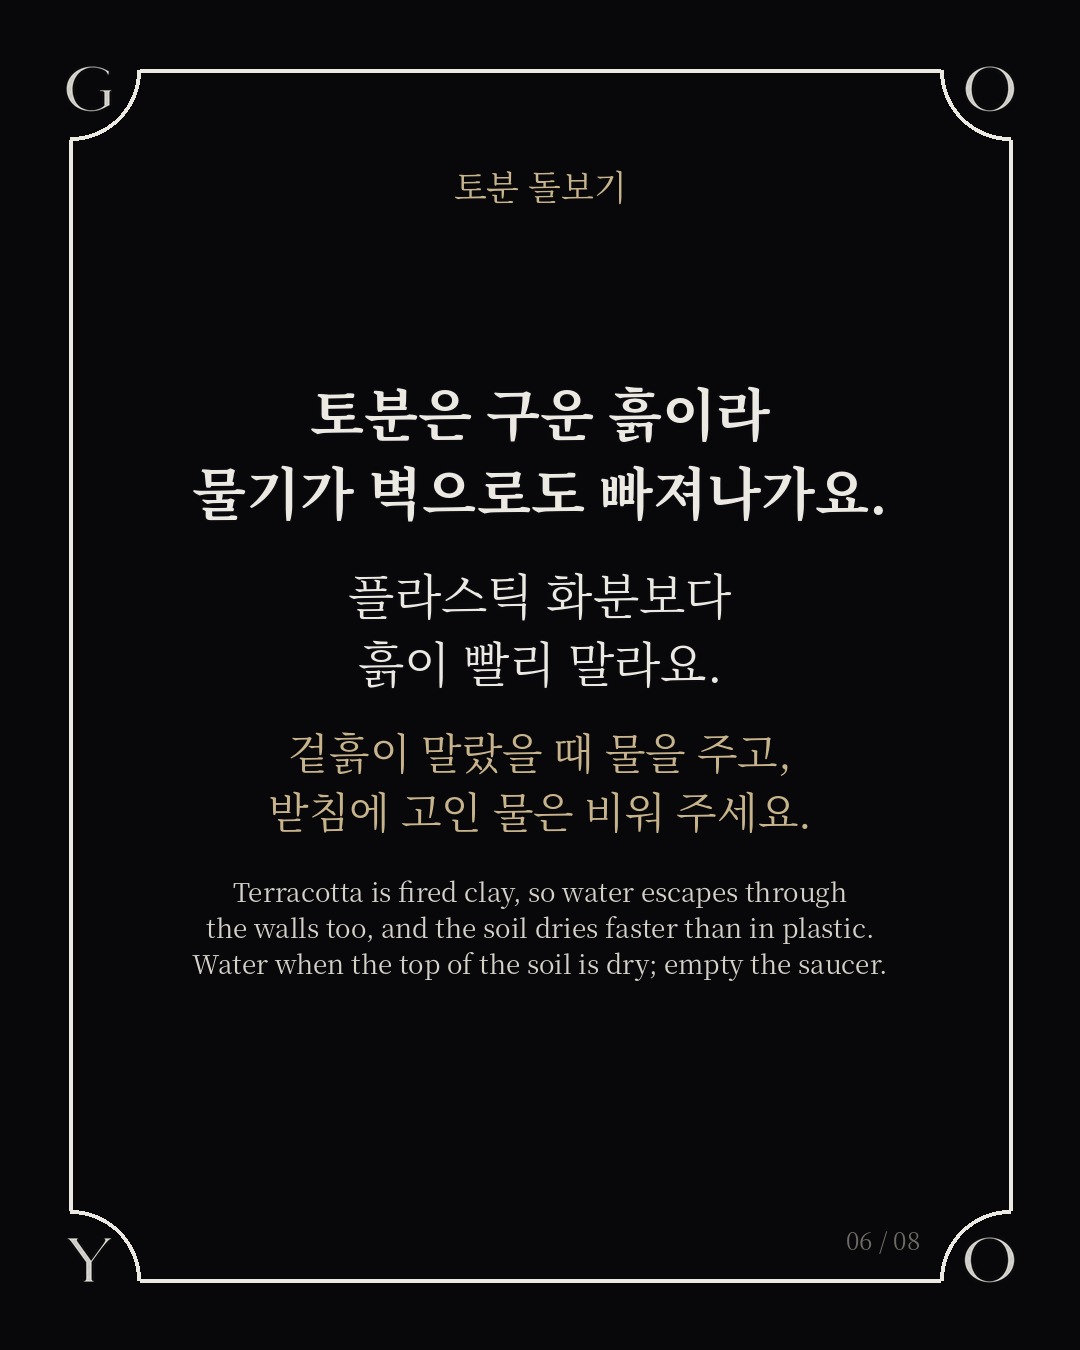 G O
토분 돌보기
토분은 구운 흙이라
물기가 벽으로도 빠져나가요.
플라스틱 화분보다
흙이 빨리 말라요.
겉흙이 말랐을 때 물을 주고,
받침에 고인 물은 비워 주세요.
Terracotta is fired clay, so water escapes through
the walls too, and the soil dries faster than in plastic.
Water when the top of the soil is dry; empty the saucer.
06 / 08
Y O